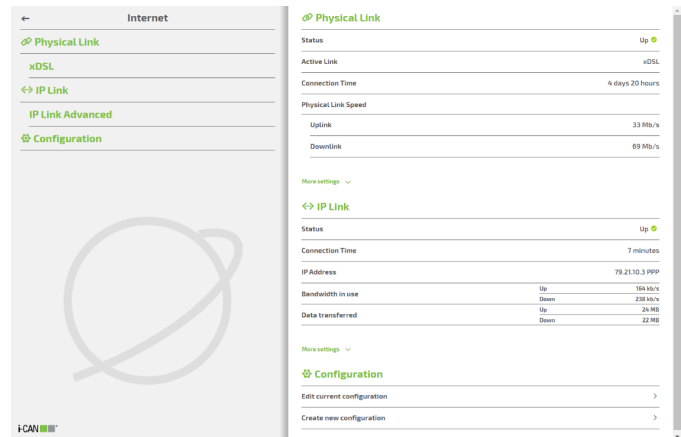 ← Internet
Physical Link
xDSL
IP Link
IP Link Advanced
Configuration
i-CAN
Physical Link
Status Up
Active Link xDSL
Connection Time 4 days 20 hours
Physical Link Speed
Uplink 33 Mb/s
Downlink 69 Mb/s
More settings
IP Link
Status Up
Connection Time 7 minutes
IP Address 79.21.10.3 PPP
Bandwidth in use Up 164 kb/s
Down 238 kb/s
Data transferred Up 24 MB
Down 22 MB
More settings
Configuration
Edit current configuration >
Create new configuration >